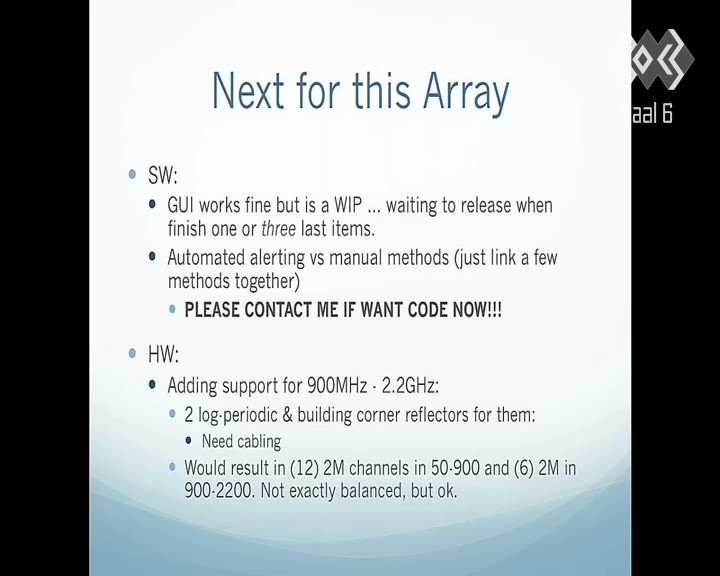 Next for this Array
aal 6
SW:
GUI works fine but is a WIP ... waiting to release when
finish one or three last items.
Automated alerting vs manual methods (just link a few
methods together)
PLEASE CONTACT ME IF WANT CODE NOW!!!
HW:
Adding support for 900MHz - 2.2GHz:
2 log-periodic & building corner reflectors for them:
Need cabling
Would result in (12) 2M channels in 50-900 and (6) 2M in
900-2200. Not exactly balanced, but ok.